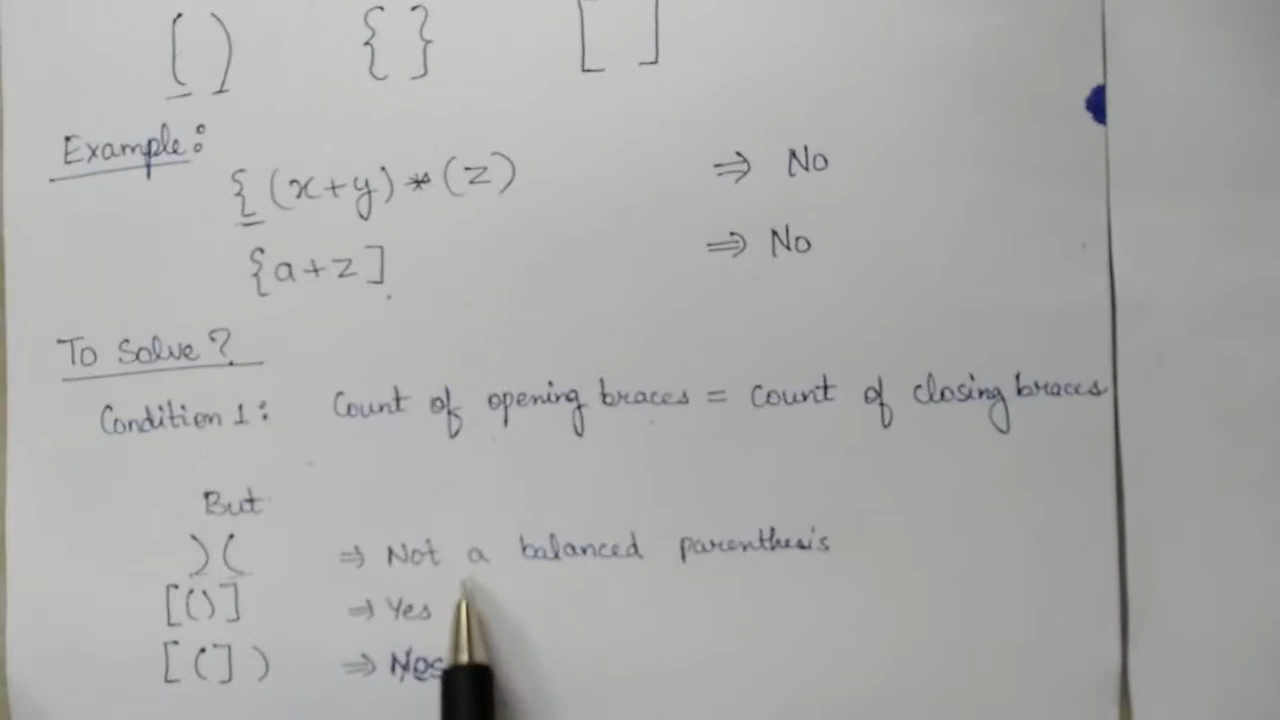 ( ) { } [ ]
Example:
{ (x+y) * (z) ⇒ No
{a+z] ⇒ No
To Solve?
Condition 1: Count of opening braces = Count of closing braces
But
)( ⇒ Not a balanced parenthesis
[()] ⇒ Yes
[(]) ⇒